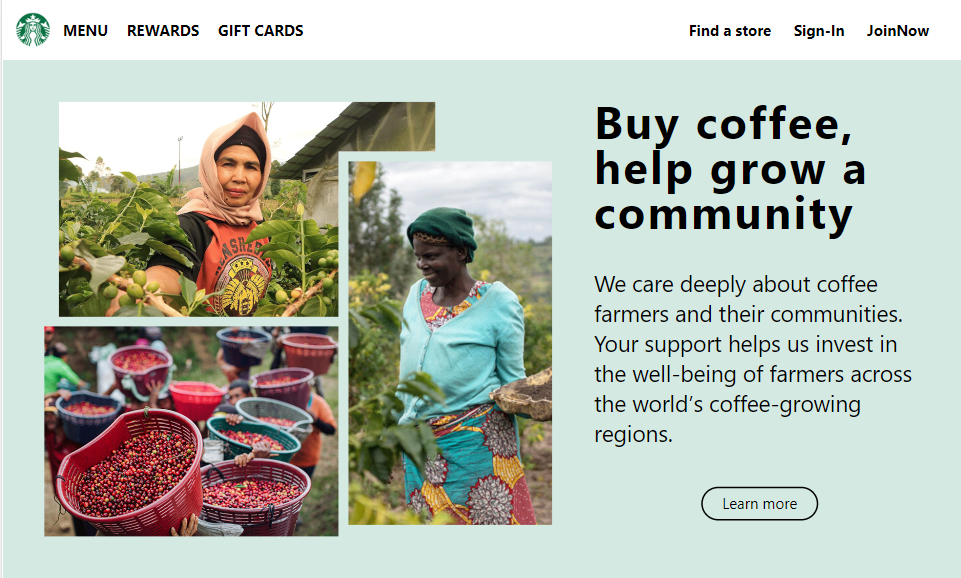 MENU REWARDS GIFT CARDS Find a store Sign-In JoinNow
Buy coffee,
help grow a
community
We care deeply about coffee
farmers and their communities.
Your support helps us invest in
the well-being of farmers across
the world’s coffee-growing
regions.
Learn more